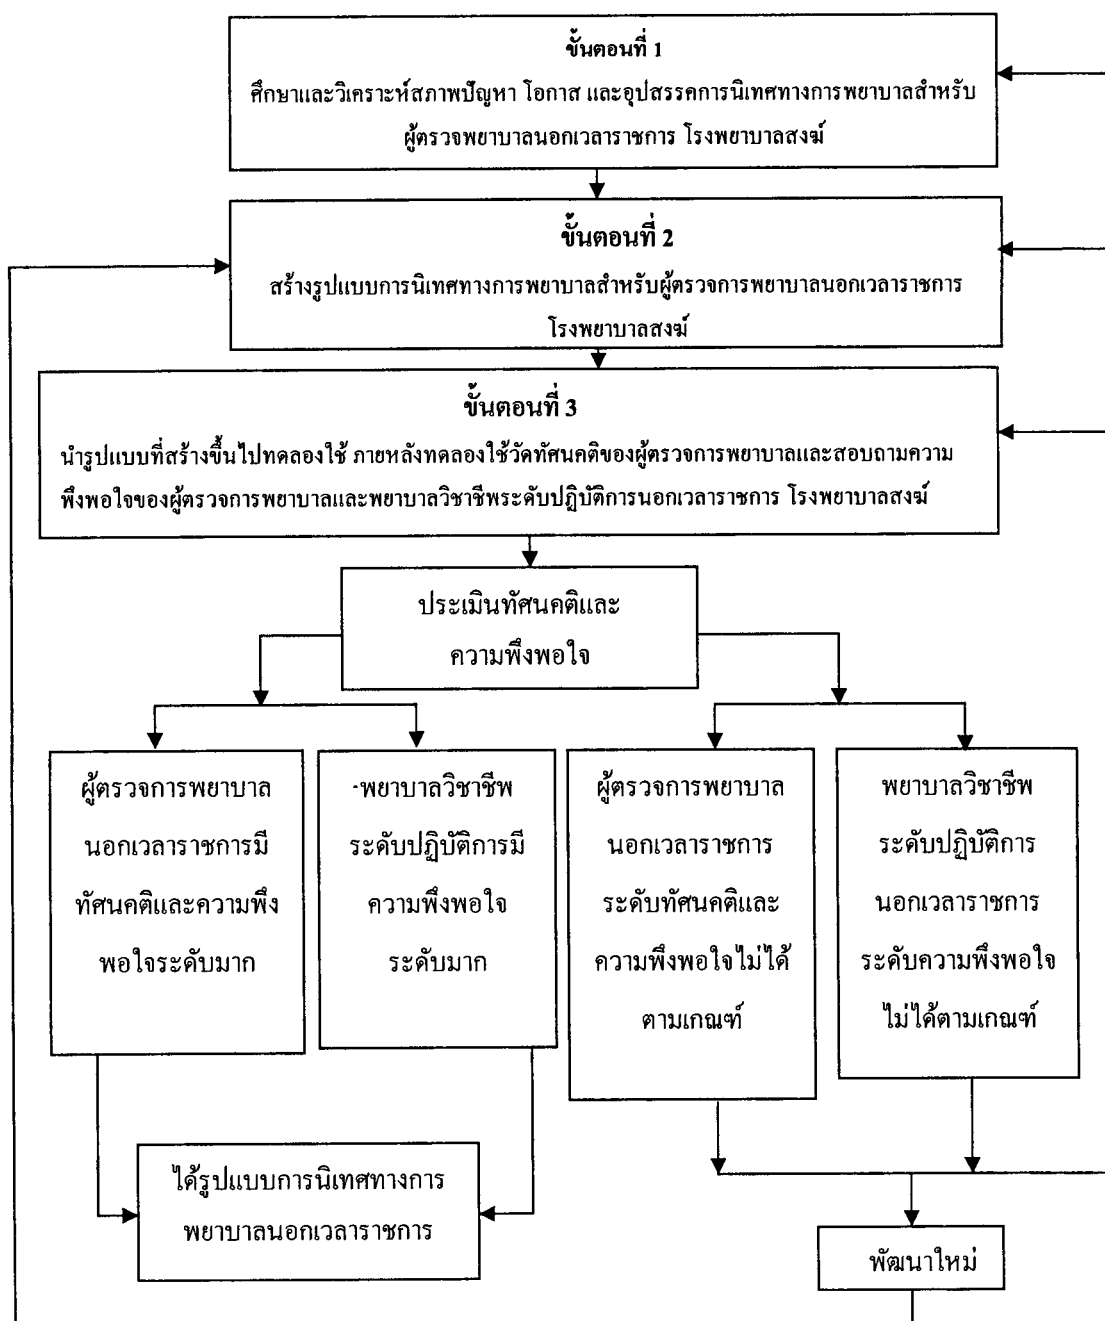 ขั้นตอนที่ 1
ศึกษาและวิเคราะห์สภาพปัญหา โอกาส และอุปสรรคการนิเทศทางการพยาบาลสำหรับ
ผู้ตรวจพยาบาลนอกเวลาราชการ โรงพยาบาลสงฆ์
ขั้นตอนที่ 2
สร้างรูปแบบการนิเทศทางการพยาบาลสำหรับผู้ตรวจการพยาบาลนอกเวลาราชการ
โรงพยาบาลสงฆ์
ขั้นตอนที่ 3
นำรูปแบบที่สร้างขึ้นไปทดลองใช้ ภายหลังทดลองใช้วัดทัศนคติของผู้ตรวจการพยาบาลและสอบถามความ
พึงพอใจของผู้ตรวจการพยาบาลและพยาบาลวิชาชีพระดับปฏิบัติการนอกเวลาราชการ โรงพยาบาลสงฆ์
ประเมินทัศนคติและ
ความพึงพอใจ
ผู้ตรวจการพยาบาล
นอกเวลาราชการมี
ทัศนคติและความพึง
พอใจระดับมาก
-พยาบาลวิชาชีพ
ระดับปฏิบัติการมี
ความพึงพอใจ
ระดับมาก
ผู้ตรวจการพยาบาล
นอกเวลาราชการ
ระดับทัศนคติและ
ความพึงพอใจไม่ได้
ตามเกณฑ์
พยาบาลวิชาชีพ
ระดับปฏิบัติการ
นอกเวลาราชการ
ระดับความพึงพอใจ
ไม่ได้ตามเกณฑ์
ได้รูปแบบการนิเทศทางการ
พยาบาลนอกเวลาราชการ
พัฒนาใหม่